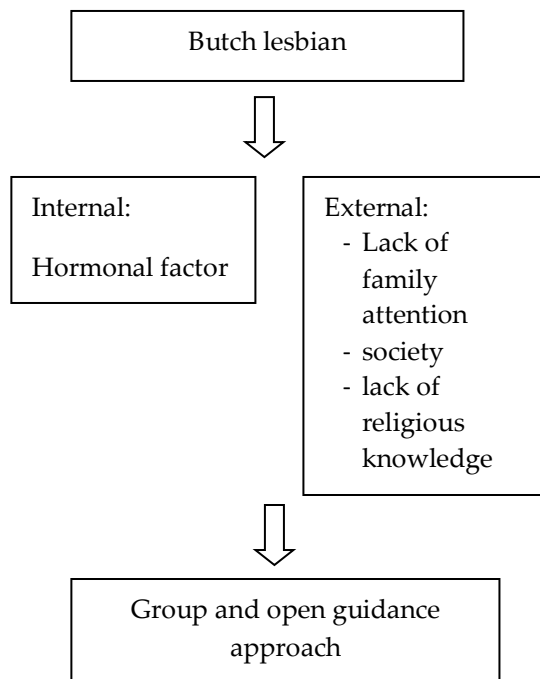 Butch lesbian
Internal:
Hormonal factor
External:
- Lack of
family
attention
- society
- lack of
religious
knowledge
Group and open guidance
approach